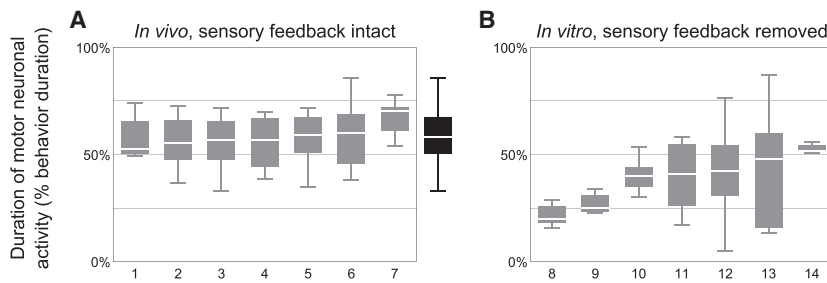 A
In vivo, sensory feedback intact
B
In vitro, sensory feedback removed
Duration of motor neuronal
activity (% behavior duration)
100%
50%
0%
1 2 3 4 5 6 7
100%
50%
0%
8 9 10 11 12 13 14